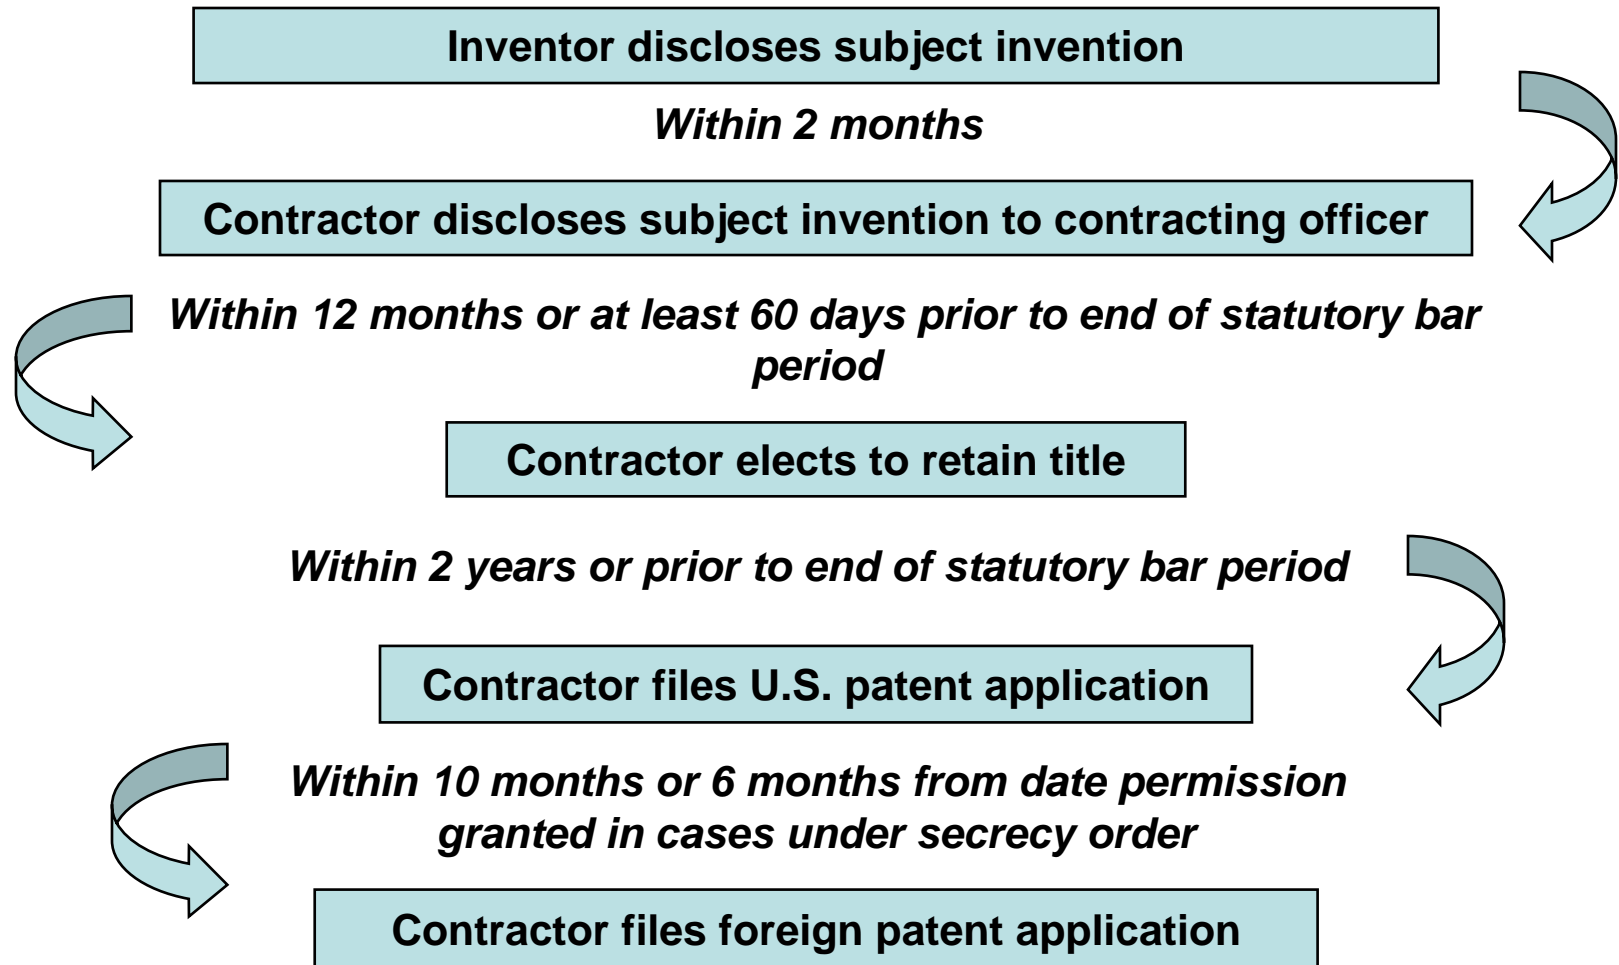 Inventor discloses subject invention
Within 2 months
Contractor discloses subject invention to contracting officer
Within 12 months or at least 60 days prior to end of statutory bar
period
Contractor elects to retain title
Within 2 years or prior to end of statutory bar period
Contractor files U.S. patent application
Within 10 months or 6 months from date permission
granted in cases under secrecy order
Contractor files foreign patent application